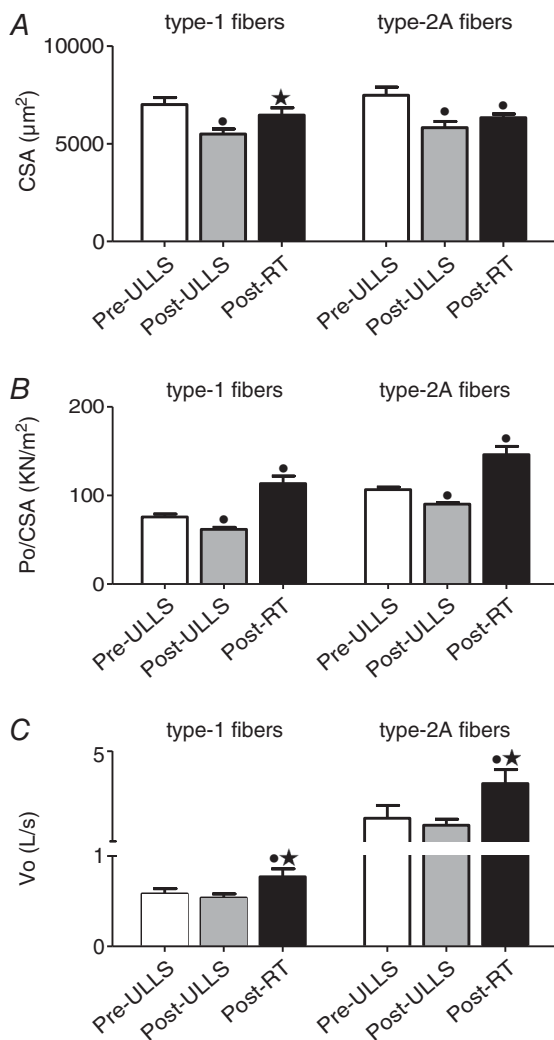 A
type-1 fibers type-2A fibers
CSA (µm²)
10000
5000
0
Pre-ULLS Post-ULLS Post-RT Pre-ULLS Post-ULLS Post-RT
B
type-1 fibers type-2A fibers
Po/CSA (KN/m²)
200
100
0
Pre-ULLS Post-ULLS Post-RT Pre-ULLS Post-ULLS Post-RT
C
type-1 fibers type-2A fibers
Vo (L/s)
5
1
0
Pre-ULLS Post-ULLS Post-RT Pre-ULLS Post-ULLS Post-RT